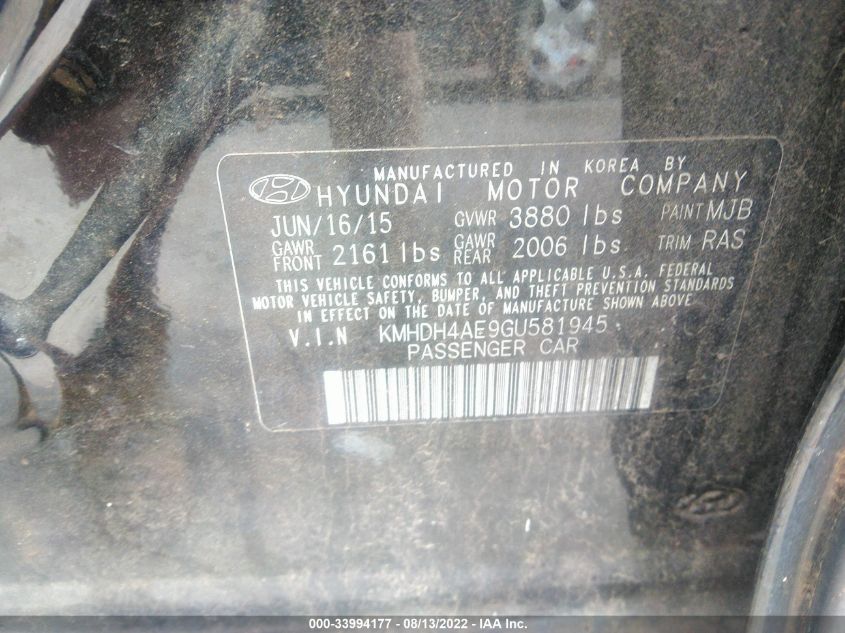 MANUFACTURED IN KOREA BY
HYUNDAI MOTOR COMPANY
JUN/16/15 GVWR 3880 lbs PAINT MJB
GAWR FRONT 2161 lbs GAWR REAR 2006 lbs TRIM RAS
THIS VEHICLE CONFORMS TO ALL APPLICABLE U.S.A. FEDERAL
MOTOR VEHICLE SAFETY, BUMPER, AND THEFT PREVENTION STANDARDS
IN EFFECT ON THE DATE OF MANUFACTURE SHOWN ABOVE
V.I.N KMHDH4AE9GU581945
PASSENGER CAR
000-33994177 - 08/13/2022 - IAA Inc.